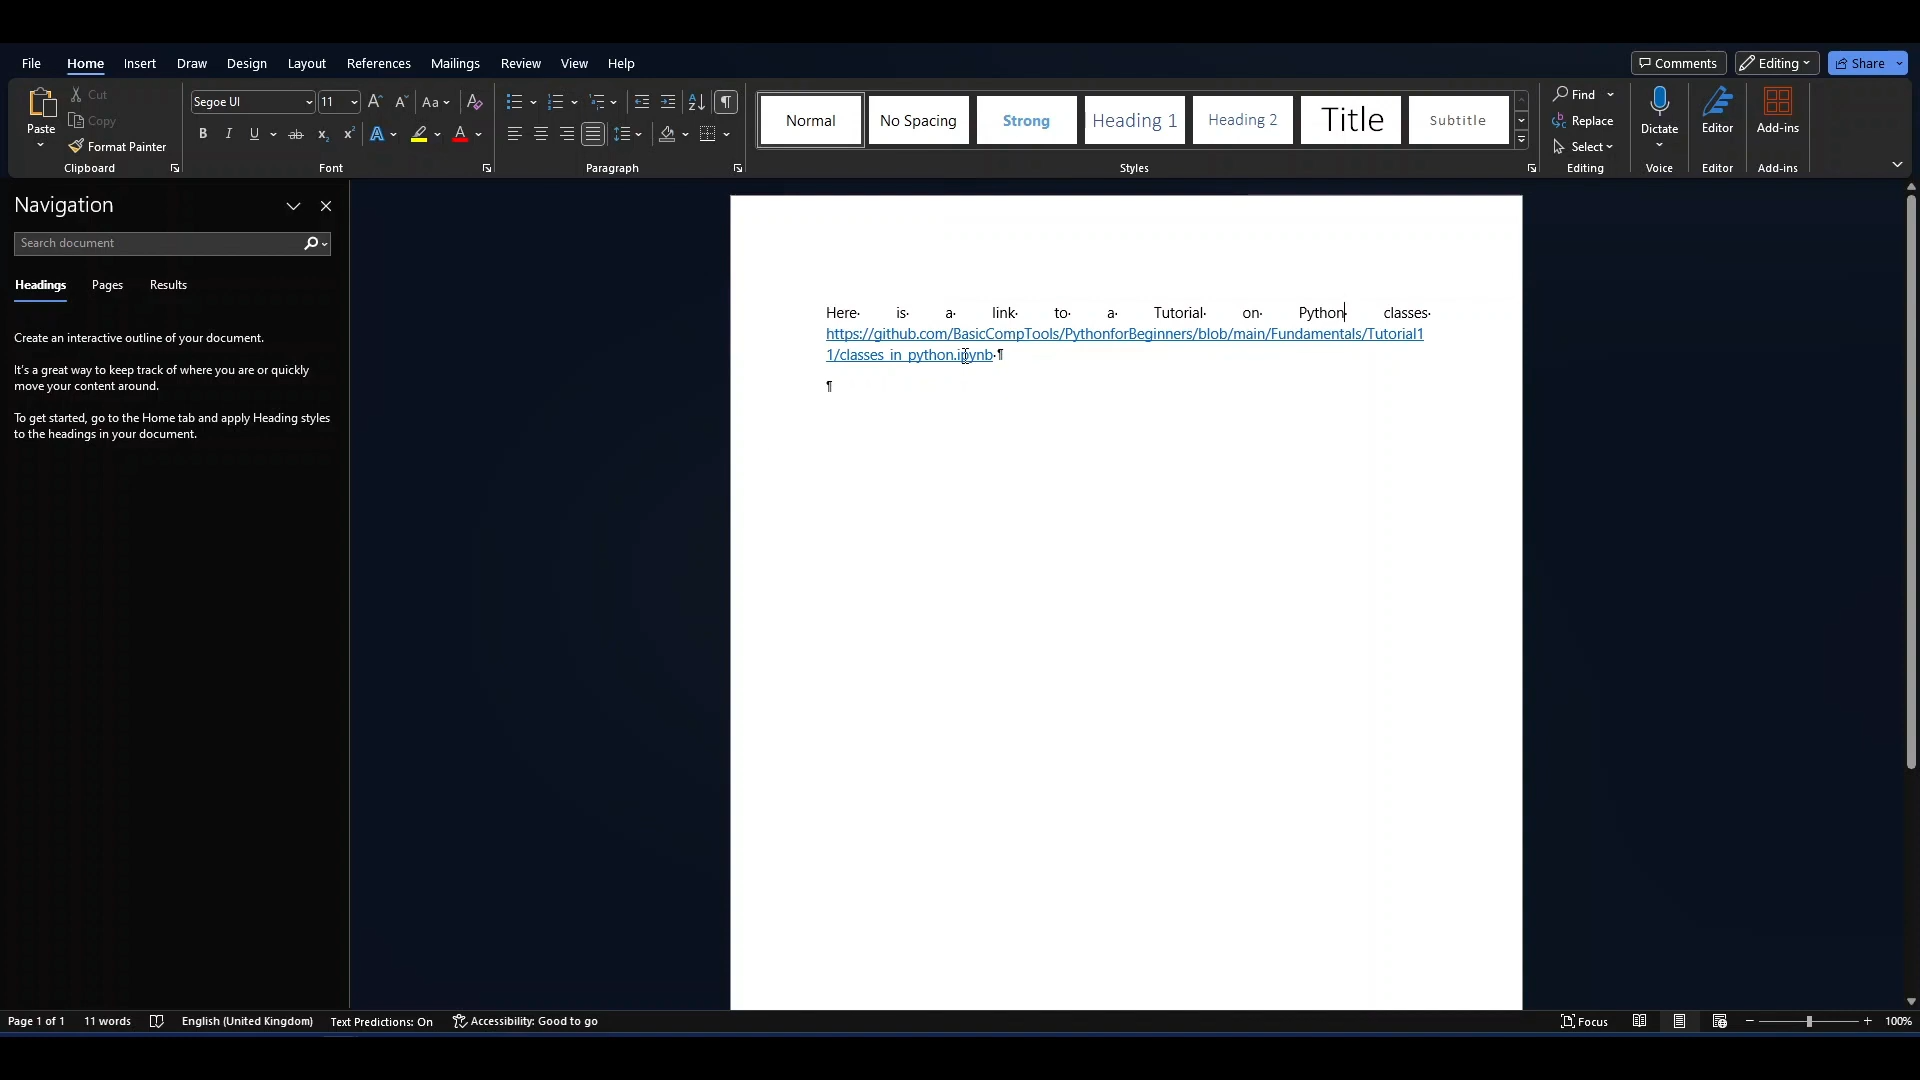 File Home Insert Draw Design Layout References Mailings Review View Help Comments Editing Share
Paste Cut Copy Format Painter Clipboard
Segoe UI 11 Aa
B I U ab x₂ x² A A
Font
Paragraph
Normal No Spacing Strong Heading 1 Heading 2 Title Subtitle
Styles
Find Replace Select Editing
Dictate Voice
Editor Editor
Add-ins Add-ins
Navigation
Search document
Headings Pages Results
Create an interactive outline of your document.
It's a great way to keep track of where you are or quickly
move your content around.
To get started, go to the Home tab and apply Heading styles
to the headings in your document.
Here· is· a· link· to· a· Tutorial· on· Python· classes·
https://github.com/BasicCompTools/PythonforBeginners/blob/main/Fundamentals/Tutorial1
1/classes_in_python.ipynb·¶
¶
Page 1 of 1 11 words English (United Kingdom) Text Predictions: On Accessibility: Good to go Focus 100%